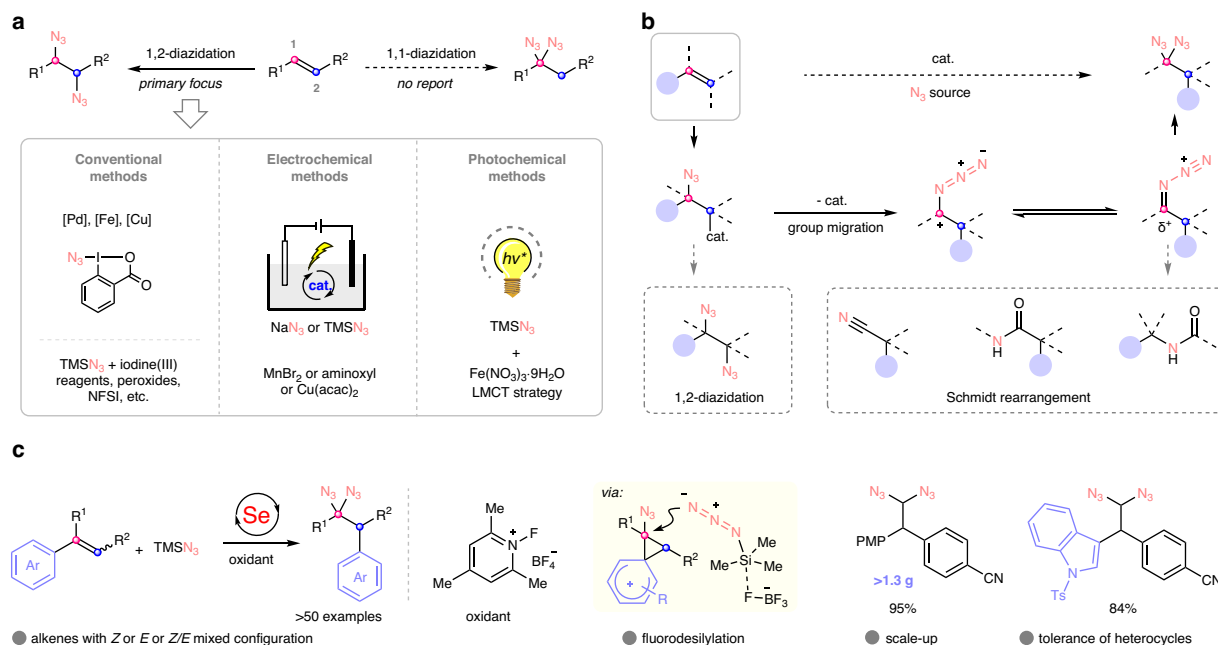 a
N3
R1
R2
N3
1,2-diazidation
primary focus
1
R1
R2
2
1,1-diazidation
no report
N3 N3
R1
R2
Conventional
methods
[Pd], [Fe], [Cu]
N3
I
O
O
TMSN3 + iodine(III)
reagents, peroxides,
NFSI, etc.
Electrochemical
methods
cat.
NaN3 or TMSN3
MnBr2 or aminoxyl
or Cu(acac)2
Photochemical
methods
hv*
TMSN3
+
Fe(NO3)3·9H2O
LMCT strategy
b
cat.
N3 source
N3 N3
N3
cat.
- cat.
group migration
N=N=N
+
-
+
N
N≡N
+
δ+
N3
N3
1,2-diazidation
N
O
N
H
O
N
H
Schmidt rearrangement
c
R1
R2
Ar
+ TMSN3
Se
oxidant
N3 N3
R1
R2
Ar
>50 examples
Me
F
N
+
Me
Me
BF4-
oxidant
via:
N3
R1
R2
+
R
-
+
N=N=N
Me
Me
Me
Si
F
-
BF3
N3 N3
PMP
CN
>1.3 g
95%
N3 N3
N
Ts
CN
84%
alkenes with Z or E or Z/E mixed configuration
fluorodesilylation
scale-up
tolerance of heterocycles